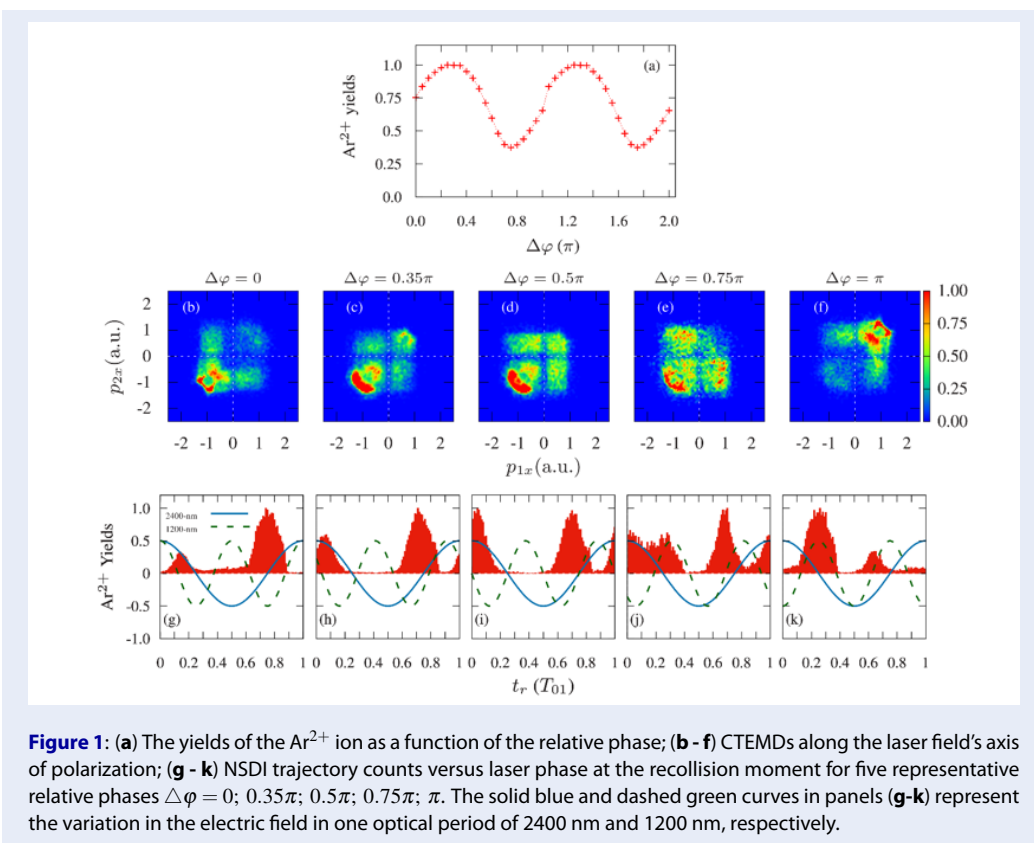 1.0
(a)
0.75
0.5
0.25
0.0
Ar²⁺ yields
0.0 0.4 0.8 1.2 1.6 2.0
Δφ (π)
Δφ = 0 Δφ = 0.35π Δφ = 0.5π Δφ = 0.75π Δφ = π
(b) (c) (d) (e) (f)
2
1
0
-1
-2
p₂ₓ(a.u.)
1.00
0.75
0.50
0.25
0.00
-2 -1 0 1 2 -2 -1 0 1 2 -2 -1 0 1 2 -2 -1 0 1 2 -2 -1 0 1 2
p₁ₓ(a.u.)
1.0
0.5
0
-0.5
-1.0
Ar²⁺ Yields
2400-nm
1200-nm
(g) (h) (i) (j) (k)
0 0.2 0.4 0.6 0.8 1 0 0.2 0.4 0.6 0.8 1 0 0.2 0.4 0.6 0.8 1 0 0.2 0.4 0.6 0.8 1 0 0.2 0.4 0.6 0.8 1
tᵣ (T₀₁)
Figure 1: (a) The yields of the Ar²⁺ ion as a function of the relative phase; (b - f) CTEMDs along the laser field's axis
of polarization; (g - k) NSDI trajectory counts versus laser phase at the recollision moment for five representative
relative phases △φ = 0; 0.35π; 0.5π; 0.75π; π. The solid blue and dashed green curves in panels (g-k) represent
the variation in the electric field in one optical period of 2400 nm and 1200 nm, respectively.